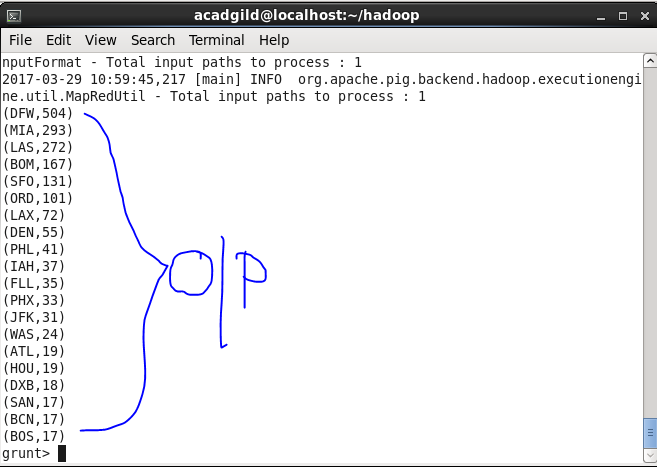 acadgild@localhost:~/hadoop
File Edit View Search Terminal Help
nputFormat - Total input paths to process : 1
2017-03-29 10:59:45,217 [main] INFO  org.apache.pig.backend.hadoop.executionengi
ne.util.MapRedUtil - Total input paths to process : 1
(DFW,504)
(MIA,293)
(LAS,272)
(BOM,167)
(SFO,131)
(ORD,101)
(LAX,72)
(DEN,55)
(PHL,41)
(IAH,37)
(FLL,35)
(PHX,33)
(JFK,31)
(WAS,24)
(ATL,19)
(HOU,19)
(DXB,18)
(SAN,17)
(BCN,17)
(BOS,17)
grunt>
O|P